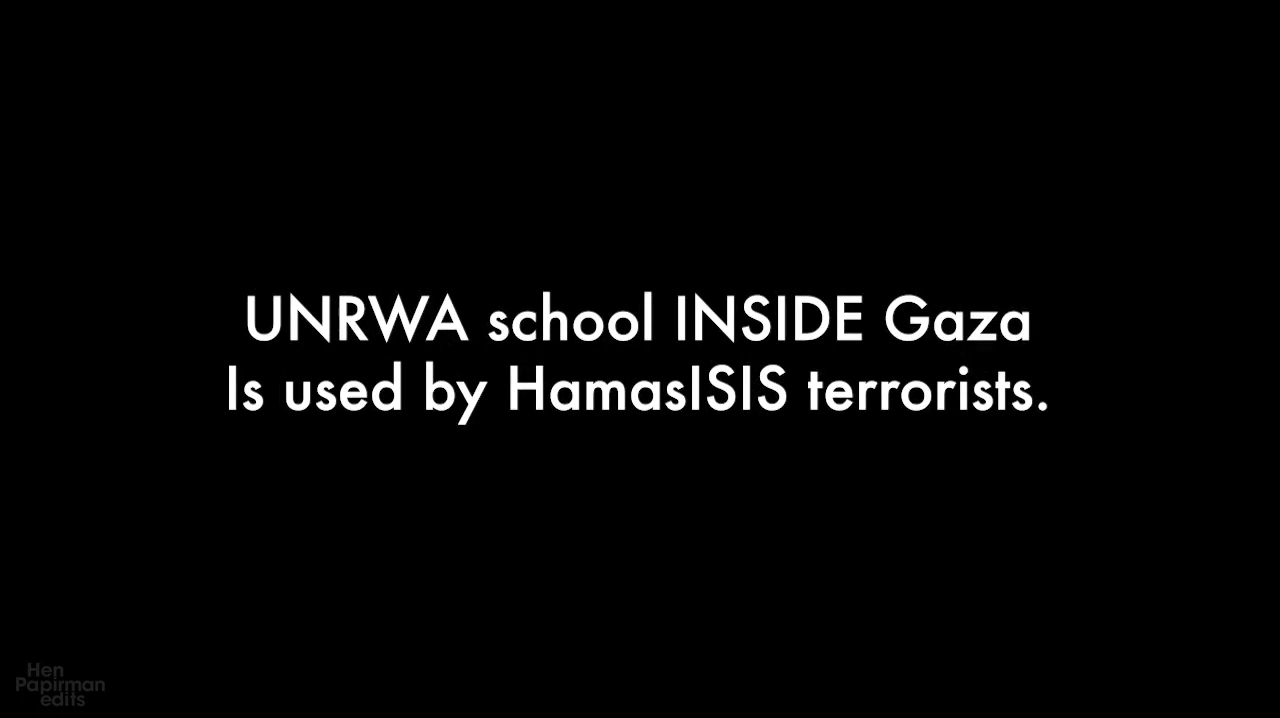 UNRWA school INSIDE Gaza
Is used by HamasISIS terrorists.
Hen
Papirman
edits